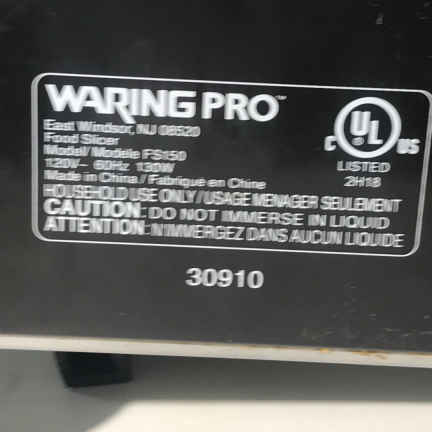 WARING PRO™
East Windsor, NJ 08520
Food Slicer
Model/ Modèle FS150
120V~ 60Hz 130W
Made in China / Fabriqué en Chine
HOUSEHOLD USE ONLY / USAGE MENAGER SEULEMENT
CAUTION: DO NOT IMMERSE IN LIQUID
ATTENTION: N'IMMERGEZ DANS AUCUN LIQUIDE
C UL US
LISTED
2H18
30910